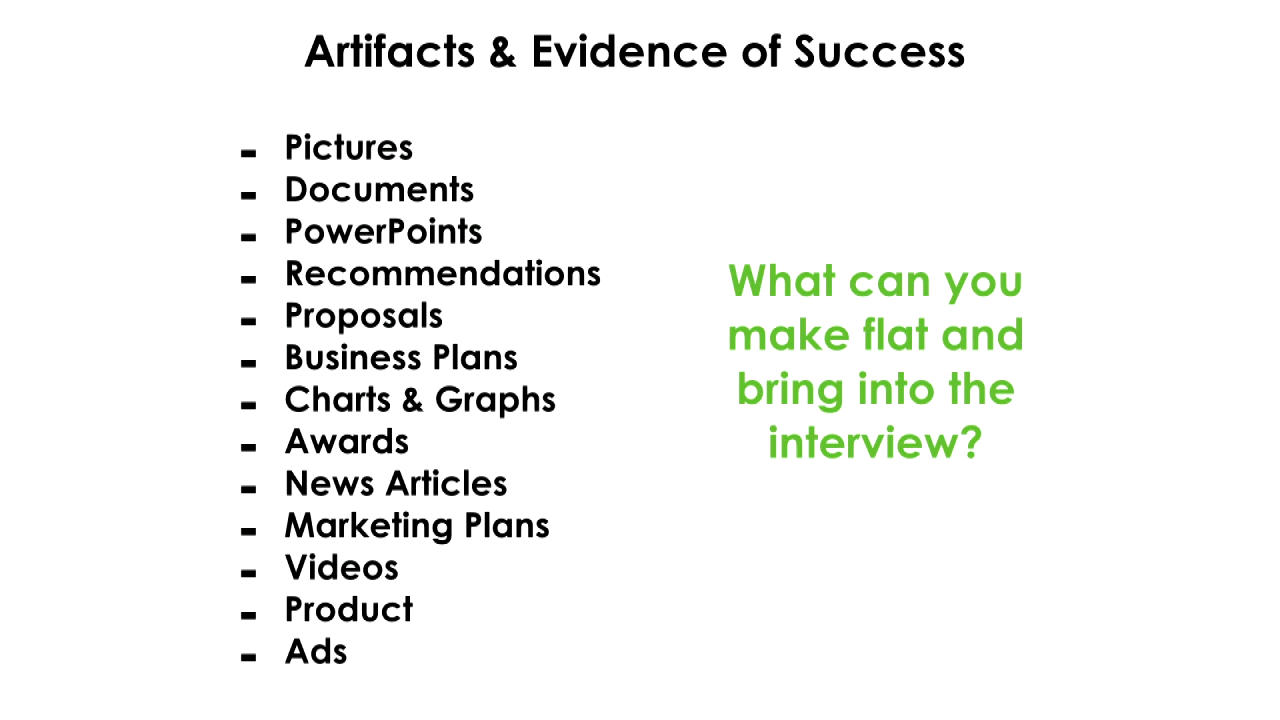 Artifacts & Evidence of Success
- Pictures
- Documents
- PowerPoints
- Recommendations
- Proposals
- Business Plans
- Charts & Graphs
- Awards
- News Articles
- Marketing Plans
- Videos
- Product
- Ads
What can you
make flat and
bring into the
interview?